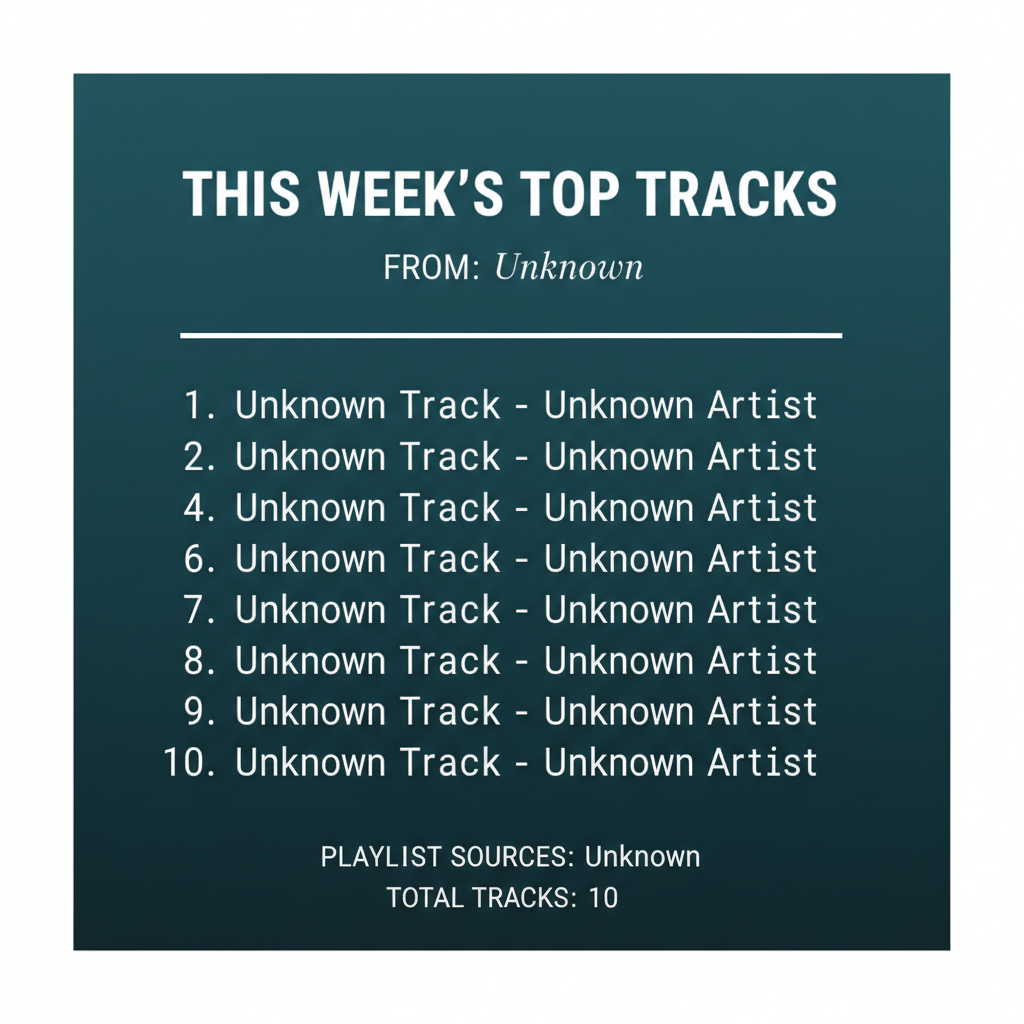 THIS WEEK’S TOP TRACKS
FROM: Unknown
1. Unknown Track - Unknown Artist
2. Unknown Track - Unknown Artist
4. Unknown Track - Unknown Artist
6. Unknown Track - Unknown Artist
7. Unknown Track - Unknown Artist
8. Unknown Track - Unknown Artist
9. Unknown Track - Unknown Artist
10. Unknown Track - Unknown Artist
PLAYLIST SOURCES: Unknown
TOTAL TRACKS: 10